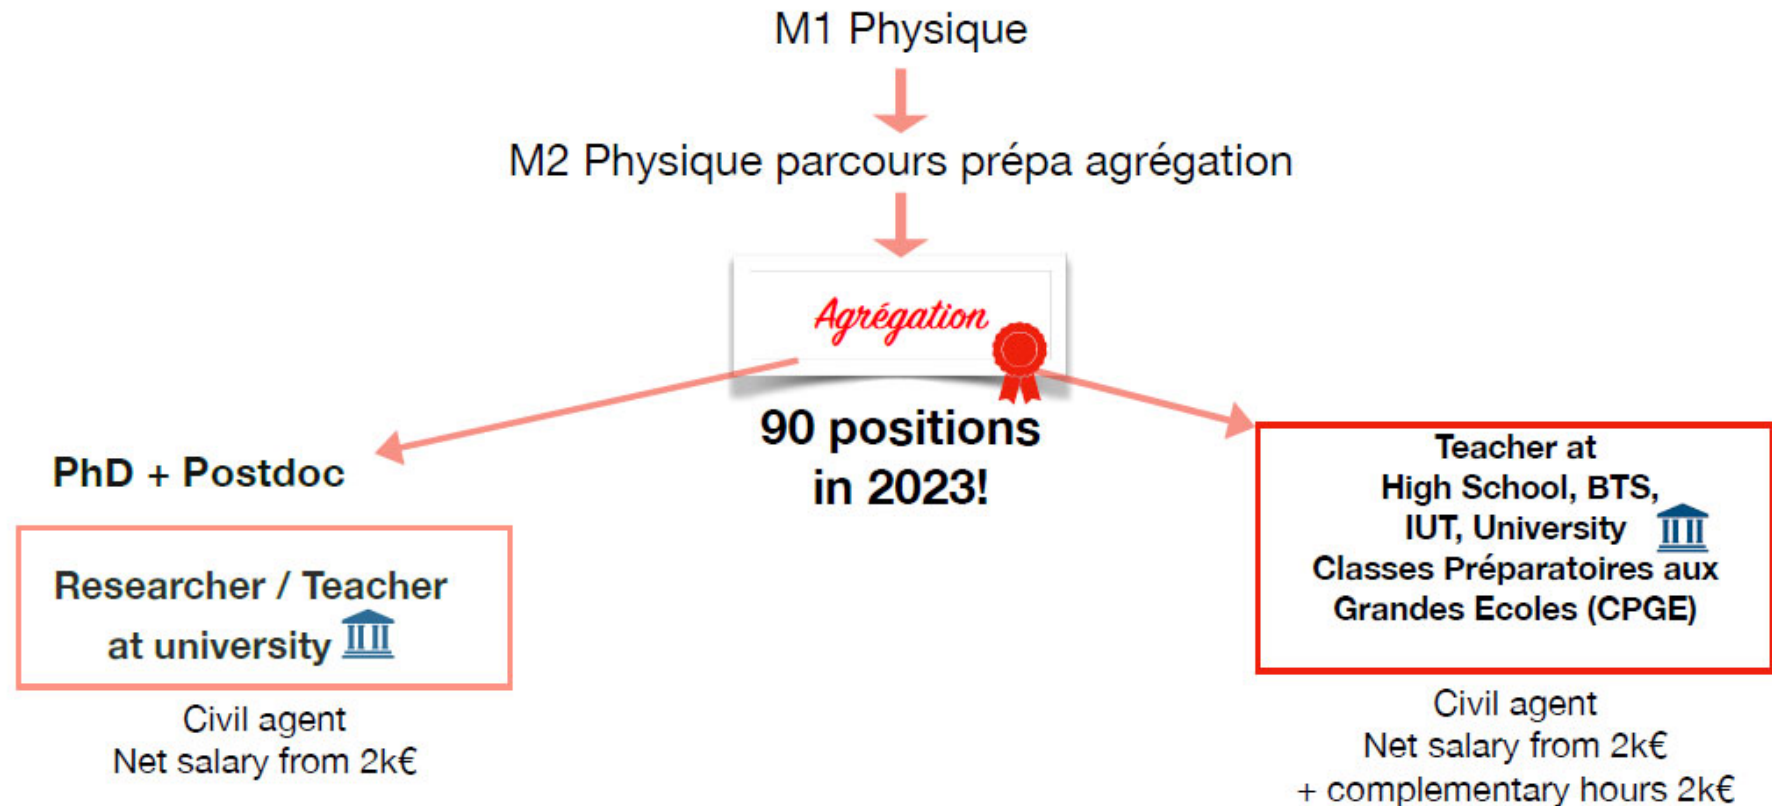 M1 Physique
M2 Physique parcours prépa agrégation
Agrégation
90 positions
in 2023!
PhD + Postdoc
Researcher / Teacher
at university
Civil agent
Net salary from 2k€
Teacher at
High School, BTS,
IUT, University
Classes Préparatoires aux
Grandes Ecoles (CPGE)
Civil agent
Net salary from 2k€
+ complementary hours 2k€